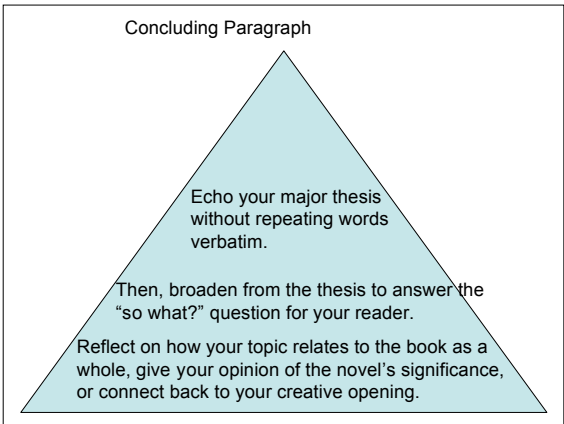 Concluding Paragraph
Echo your major thesis
without repeating words
verbatim.
Then, broaden from the thesis to answer the
“so what?” question for your reader.
Reflect on how your topic relates to the book as a
whole, give your opinion of the novel’s significance,
or connect back to your creative opening.